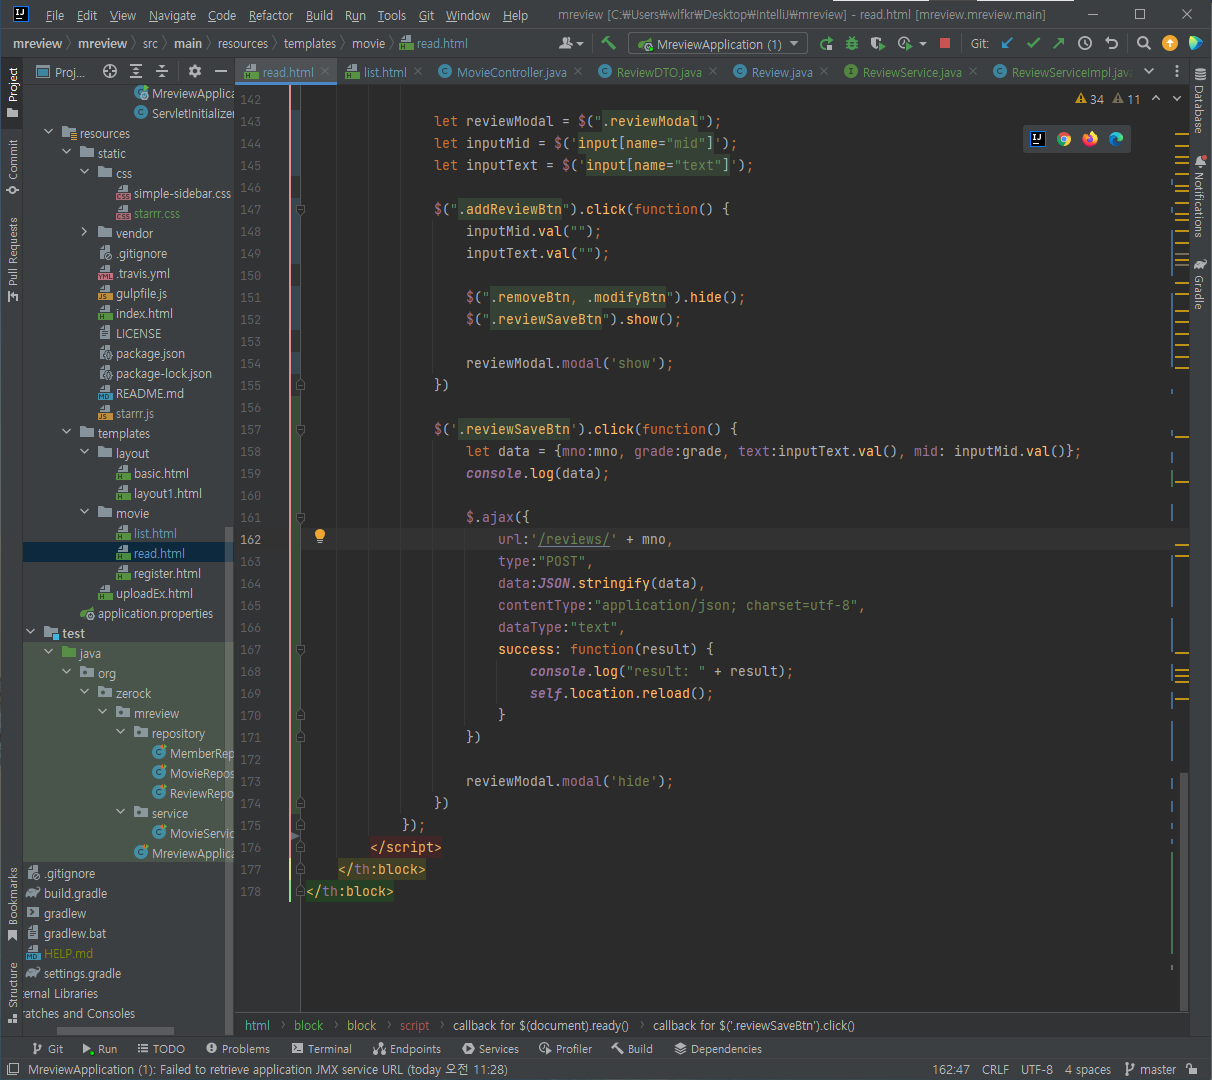 File Edit View Navigate Code Refactor Build Run Tools Git Window Help mreview [C:₩Users₩wlfkr₩Desktop₩IntelliJ₩mreview] - read.html [mreview.mreview.main]
mreview mreview src main resources templates movie read.html MreviewApplication (1) Git:
Project
Proj... read.html list.html MovieController.java ReviewDTO.java Review.java ReviewService.java ReviewServiceImpl.java
Commit
Pull Requests
Bookmarks
Structure
MreviewApplica
ServletInitializer
resources
static
css
simple-sidebar.css
starrr.css
vendor
.gitignore
.travis.yml
gulpfile.js
index.html
LICENSE
package.json
package-lock.json
README.md
starrr.js
templates
layout
basic.html
layout1.html
movie
list.html
read.html
register.html
uploadEx.html
application.properties
test
java
org
zerock
mreview
repository
MemberRep
MovieRepos
ReviewRepo
service
MovieServic
MreviewApplica
.gitignore
build.gradle
gradlew
gradlew.bat
HELP.md
settings.gradle
ternal Libraries
ratches and Consoles
34 11
142
143 let reviewModal = $(".reviewModal");
144 let inputMid = $('input[name="mid"]');
145 let inputText = $('input[name="text"]');
146
147 $(".addReviewBtn").click(function() {
148 inputMid.val("");
149 inputText.val("");
150
151 $(".removeBtn, .modifyBtn").hide();
152 $(".reviewSaveBtn").show();
153
154 reviewModal.modal('show');
155 })
156
157 $('.reviewSaveBtn').click(function() {
158 let data = {mno:mno, grade:grade, text:inputText.val(), mid: inputMid.val()};
159 console.log(data);
160
161 $.ajax({
162 url:'/reviews/' + mno,
163 type:"POST",
164 data:JSON.stringify(data),
165 contentType:"application/json; charset=utf-8",
166 dataType:"text",
167 success: function(result) {
168 console.log("result: " + result);
169 self.location.reload();
170 }
171 })
172
173 reviewModal.modal('hide');
174 })
175 });
176 </script>
177 </th:block>
178 </th:block>
Database
Notifications
Gradle
html block block script callback for $(document).ready() callback for $('.reviewSaveBtn').click()
Git Run TODO Problems Terminal Endpoints Services Profiler Build Dependencies
MreviewApplication (1): Failed to retrieve application JMX service URL (today 오전 11:28) 162:47 CRLF UTF-8 4 spaces master